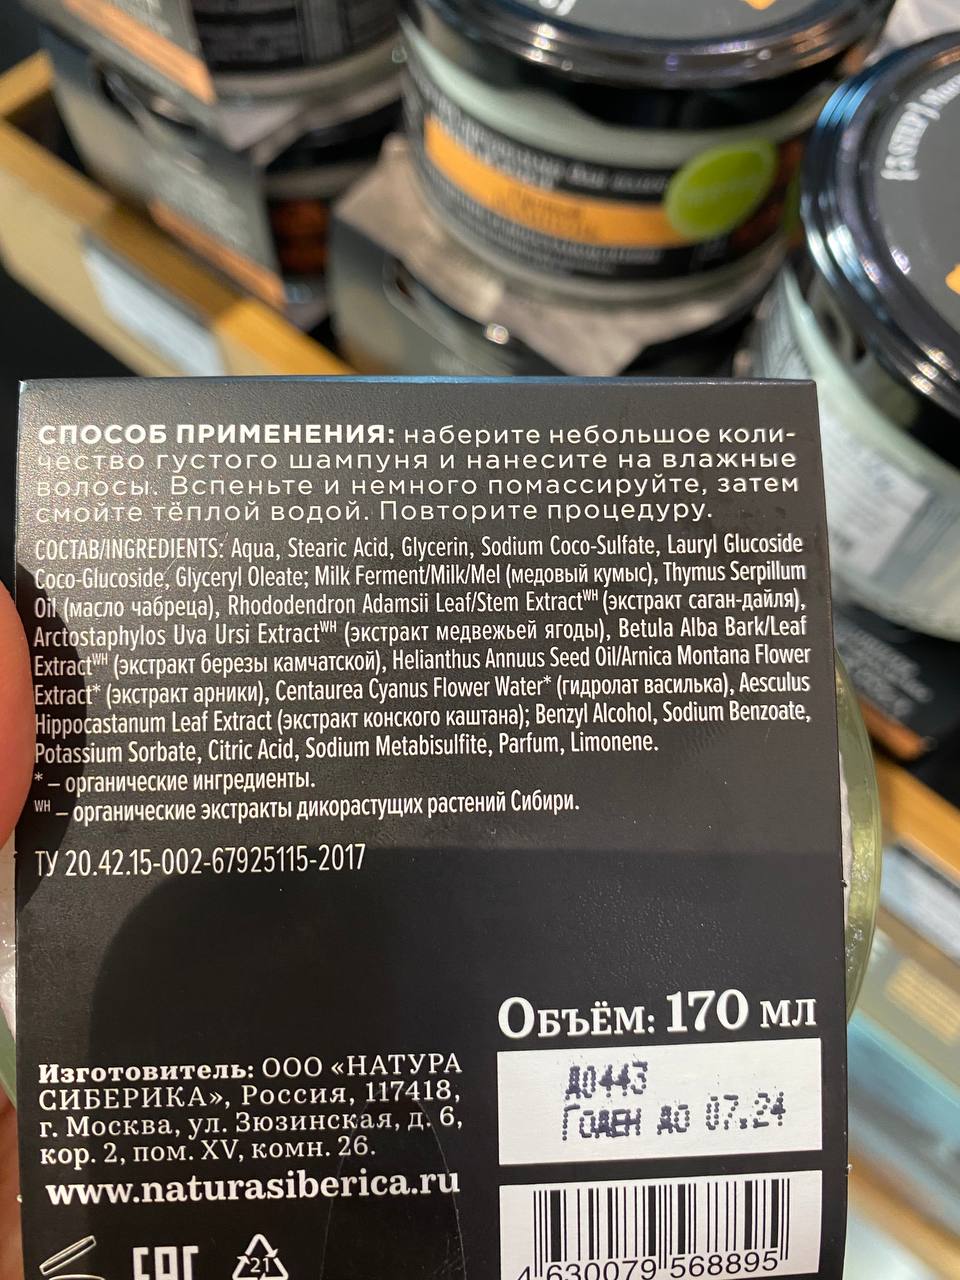 СПОСОБ ПРИМЕНЕНИЯ: наберите небольшое коли-
чество густого шампуня и нанесите на влажные
волосы. Вспеньте и немного помассируйте, затем
смойте тёплой водой. Повторите процедуру.
СОСТАВ/INGREDIENTS: Aqua, Stearic Acid, Glycerin, Sodium Coco-Sulfate, Lauryl Glucoside
Coco-Glucoside, Glyceryl Oleate; Milk Ferment/Milk/Mel (медовый кумыс), Thymus Serpillum
Oil (масло чабреца), Rhododendron Adamsii Leaf/Stem Extractᵂᴴ (экстракт саган-дайля),
Arctostaphylos Uva Ursi Extractᵂᴴ (экстракт медвежьей ягоды), Betula Alba Bark/Leaf
Extractᵂᴴ (экстракт березы камчатской), Helianthus Annuus Seed Oil/Arnica Montana Flower
Extract* (экстракт арники), Centaurea Cyanus Flower Water* (гидролат василька), Aesculus
Hippocastanum Leaf Extract (экстракт конского каштана); Benzyl Alcohol, Sodium Benzoate,
Potassium Sorbate, Citric Acid, Sodium Metabisulfite, Parfum, Limonene.
* – органические ингредиенты.
ᵂᴴ – органические экстракты дикорастущих растений Сибири.
ТУ 20.42.15-002-67925115-2017
Объём: 170 мл
Д0443
Годен до 07.24
Изготовитель: ООО «НАТУРА
СИБЕРИКА», Россия, 117418,
г. Москва, ул. Зюзинская, д. 6,
кор. 2, пом. XV, комн. 26.
www.naturasiberica.ru
EAC
21
4 630079 568895